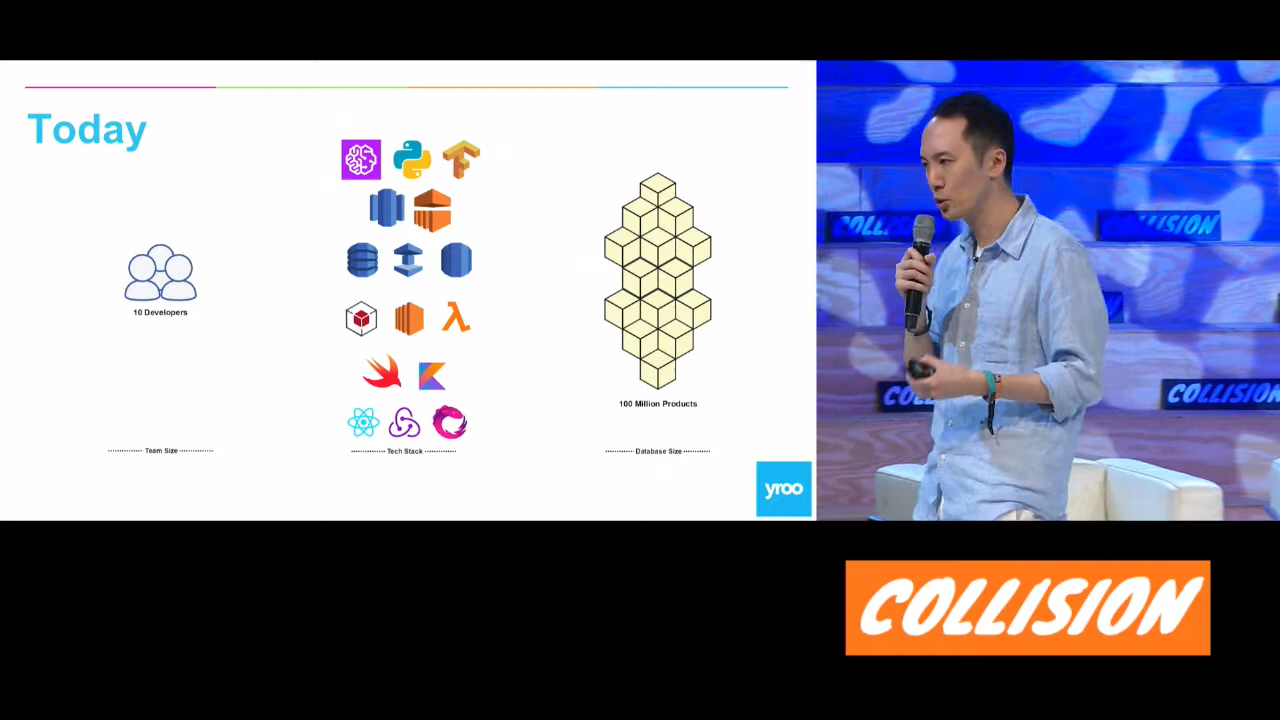 Today
10 Developers
100 Million Products
Team Size
Tech Stack
Database Size
yroo
COLLISION
COLLISION
COLLISION
COLLISION